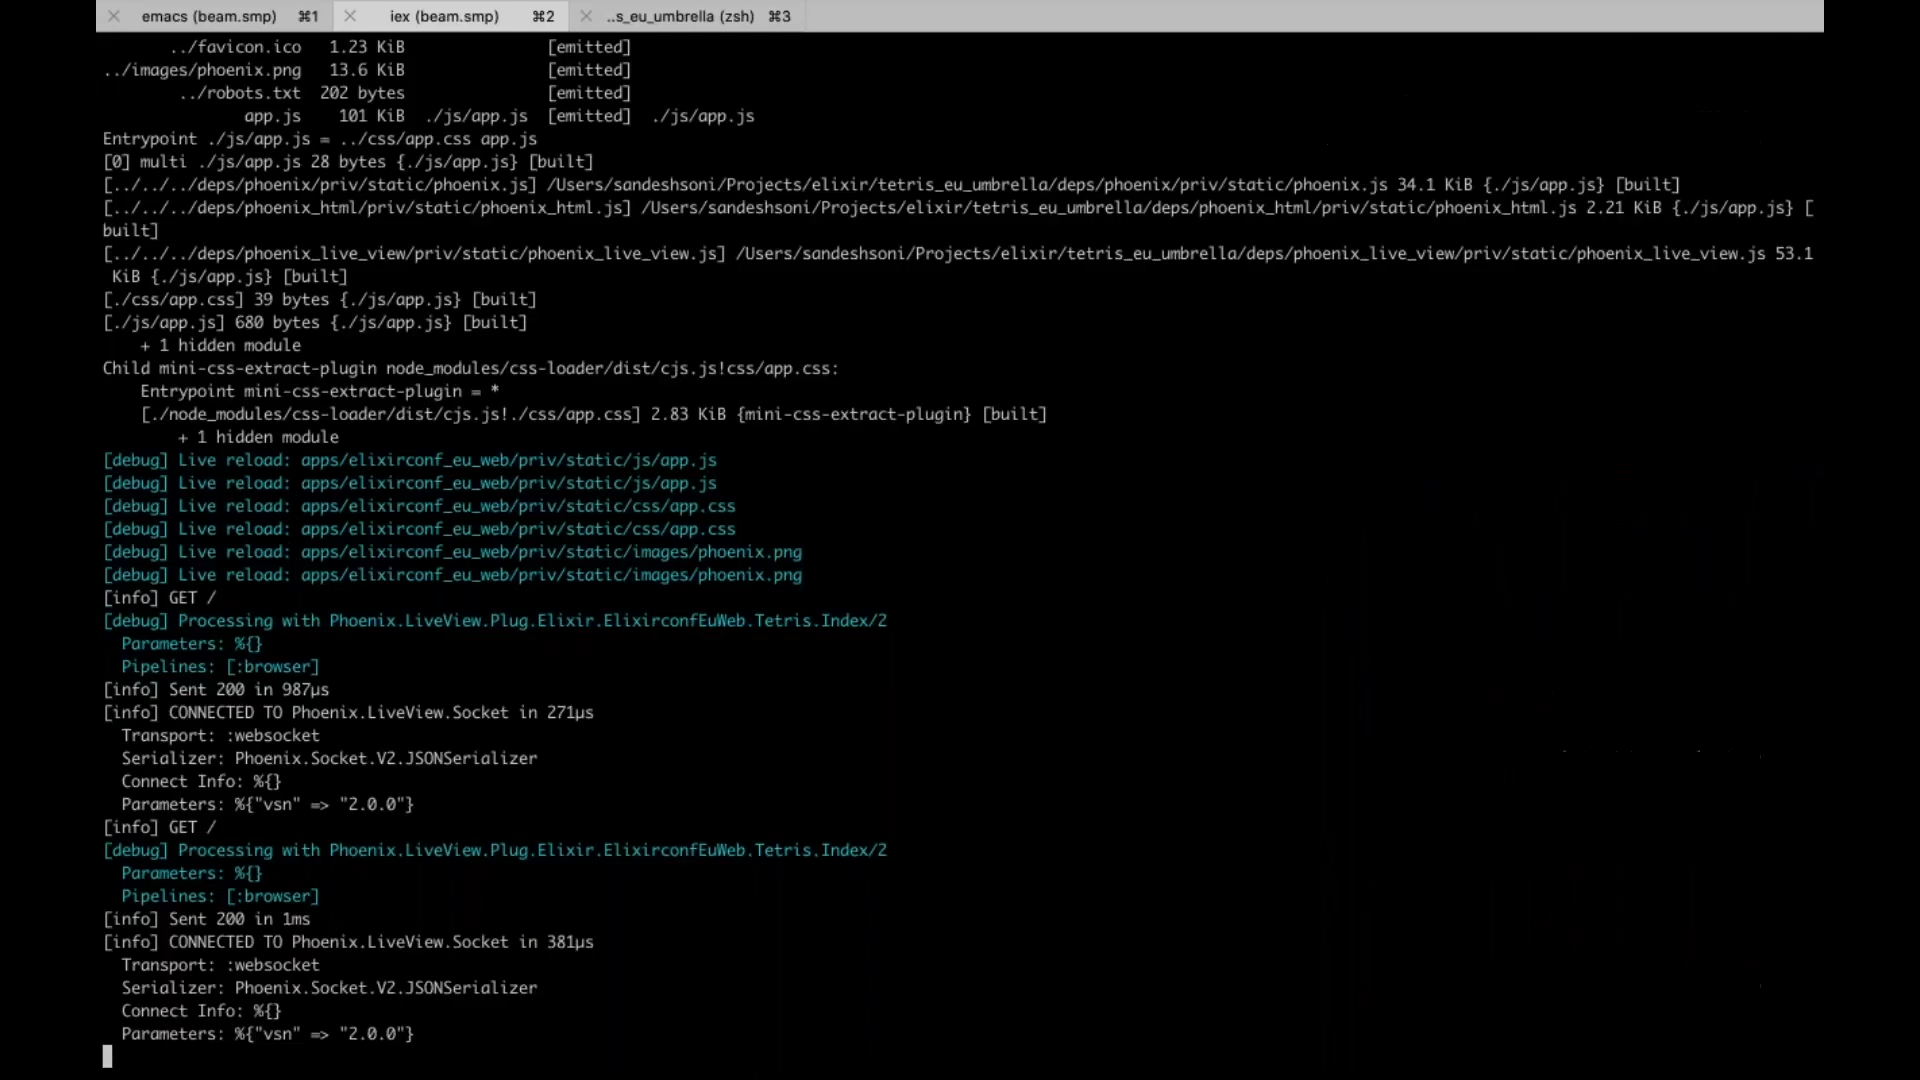 emacs (beam.smp) ⌘1 iex (beam.smp) ⌘2 ..s_eu_umbrella (zsh) ⌘3
../favicon.ico 1.23 KiB [emitted]
../images/phoenix.png 13.6 KiB [emitted]
../robots.txt 202 bytes [emitted]
app.js 101 KiB ./js/app.js [emitted] ./js/app.js
Entrypoint ./js/app.js = ../css/app.css app.js
[0] multi ./js/app.js 28 bytes {./js/app.js} [built]
[../../../deps/phoenix/priv/static/phoenix.js] /Users/sandeshsoni/Projects/elixir/tetris_eu_umbrella/deps/phoenix/priv/static/phoenix.js 34.1 KiB {./js/app.js} [built]
[../../../deps/phoenix_html/priv/static/phoenix_html.js] /Users/sandeshsoni/Projects/elixir/tetris_eu_umbrella/deps/phoenix_html/priv/static/phoenix_html.js 2.21 KiB {./js/app.js} [
built]
[../../../deps/phoenix_live_view/priv/static/phoenix_live_view.js] /Users/sandeshsoni/Projects/elixir/tetris_eu_umbrella/deps/phoenix_live_view/priv/static/phoenix_live_view.js 53.1
KiB {./js/app.js} [built]
[./css/app.css] 39 bytes {./js/app.js} [built]
[./js/app.js] 680 bytes {./js/app.js} [built]
+ 1 hidden module
Child mini-css-extract-plugin node_modules/css-loader/dist/cjs.js!css/app.css:
Entrypoint mini-css-extract-plugin = *
[./node_modules/css-loader/dist/cjs.js!./css/app.css] 2.83 KiB {mini-css-extract-plugin} [built]
+ 1 hidden module
[debug] Live reload: apps/elixirconf_eu_web/priv/static/js/app.js
[debug] Live reload: apps/elixirconf_eu_web/priv/static/js/app.js
[debug] Live reload: apps/elixirconf_eu_web/priv/static/css/app.css
[debug] Live reload: apps/elixirconf_eu_web/priv/static/css/app.css
[debug] Live reload: apps/elixirconf_eu_web/priv/static/images/phoenix.png
[debug] Live reload: apps/elixirconf_eu_web/priv/static/images/phoenix.png
[info] GET /
[debug] Processing with Phoenix.LiveView.Plug.Elixir.ElixirconfEuWeb.Tetris.Index/2
Parameters: %{}
Pipelines: [:browser]
[info] Sent 200 in 987µs
[info] CONNECTED TO Phoenix.LiveView.Socket in 271µs
Transport: :websocket
Serializer: Phoenix.Socket.V2.JSONSerializer
Connect Info: %{}
Parameters: %{"vsn" => "2.0.0"}
[info] GET /
[debug] Processing with Phoenix.LiveView.Plug.Elixir.ElixirconfEuWeb.Tetris.Index/2
Parameters: %{}
Pipelines: [:browser]
[info] Sent 200 in 1ms
[info] CONNECTED TO Phoenix.LiveView.Socket in 381µs
Transport: :websocket
Serializer: Phoenix.Socket.V2.JSONSerializer
Connect Info: %{}
Parameters: %{"vsn" => "2.0.0"}